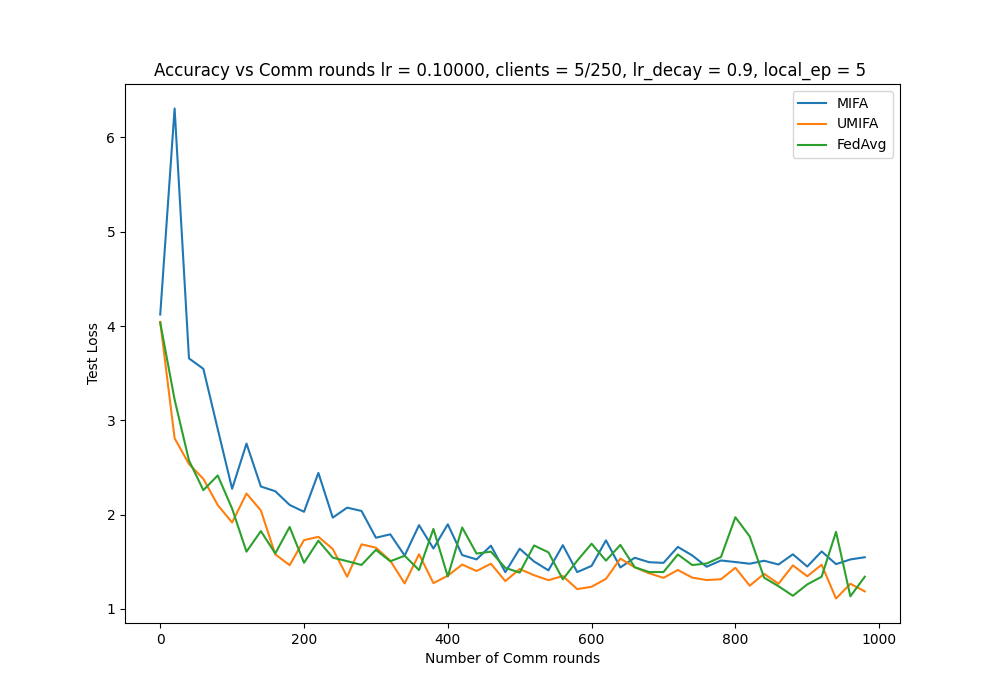 Accuracy vs Comm rounds lr = 0.10000, clients = 5/250, lr_decay = 0.9, local_ep = 5
MIFA
UMIFA
FedAvg
6
5
4
3
2
1
Test Loss
0 200 400 600 800 1000
Number of Comm rounds